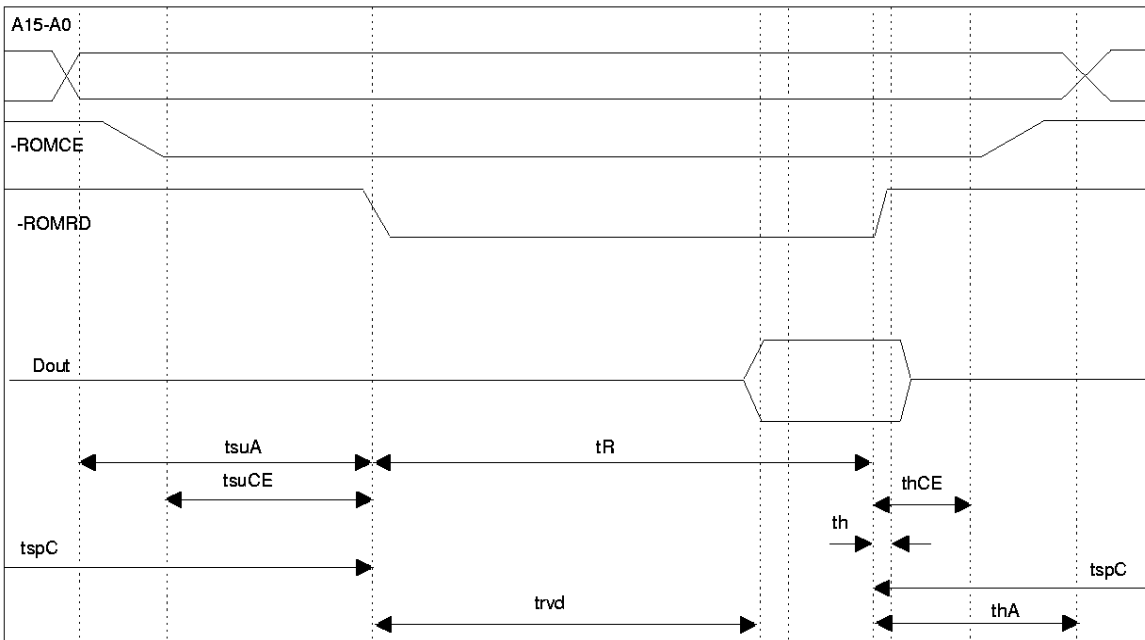 A15-A0
-ROMCE
-ROMRD
Dout
tsuA
tR
tsuCE
thCE
th
tspC
tspC
trvd
thA